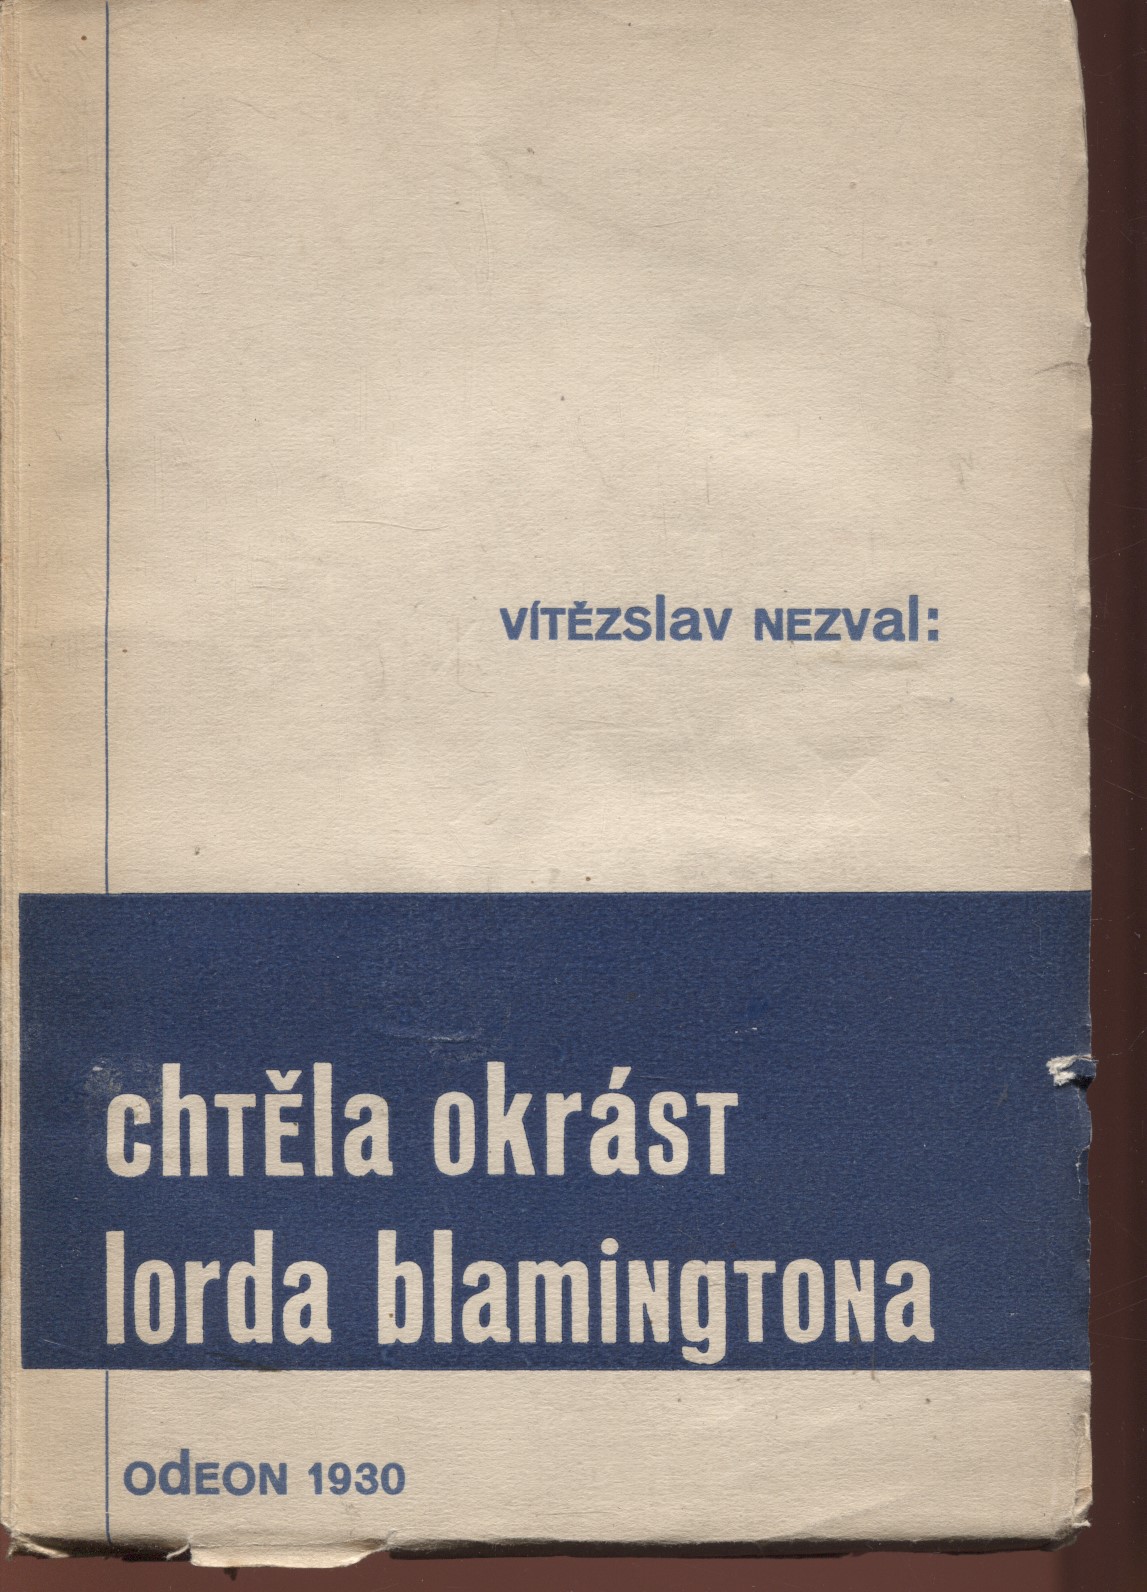 vítězslav nezval:
chtěla okrást
lorda blamingtona
odeon 1930